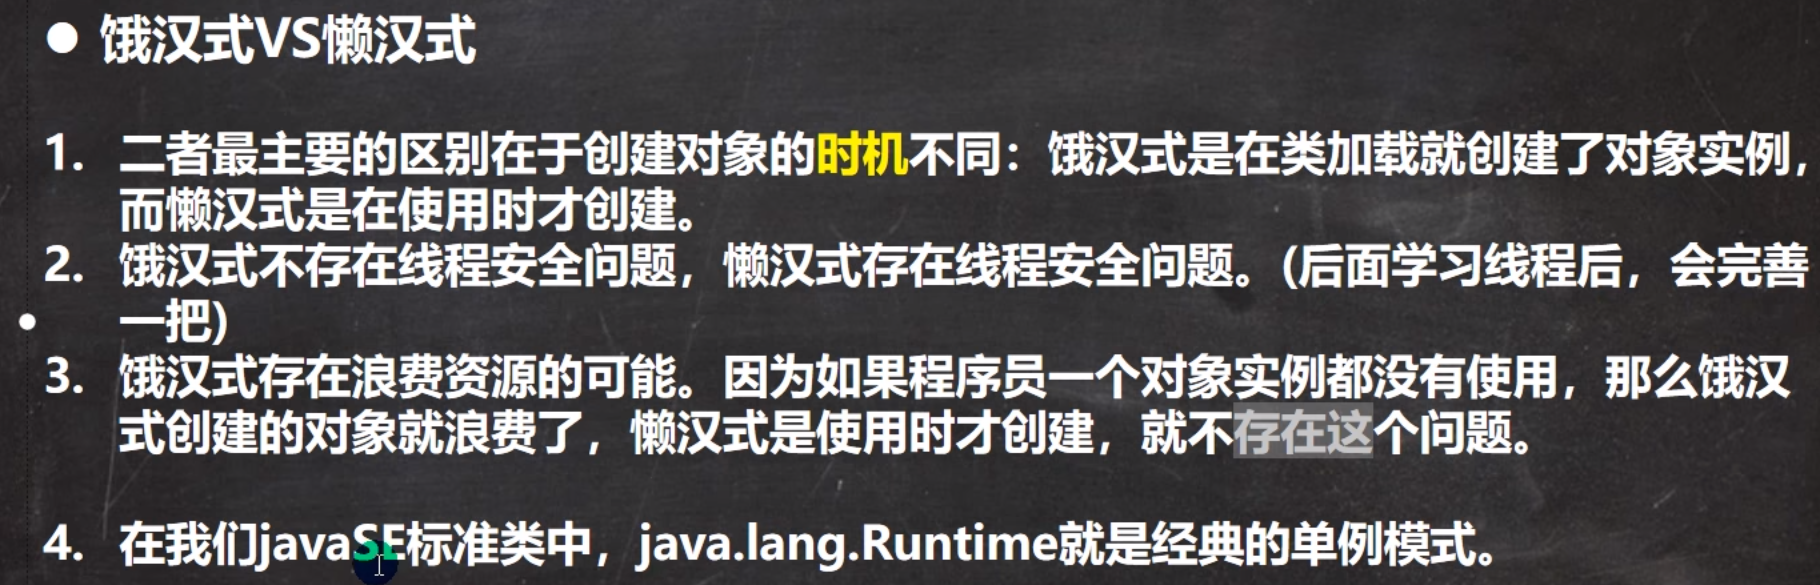 ● 饿汉式VS懒汉式
1. 二者最主要的区别在于创建对象的时机不同：饿汉式是在类加载就创建了对象实例，
而懒汉式是在使用时才创建。
2. 饿汉式不存在线程安全问题，懒汉式存在线程安全问题。(后面学习线程后，会完善
• 一把)
3. 饿汉式存在浪费资源的可能。因为如果程序员一个对象实例都没有使用，那么饿汉
式创建的对象就浪费了，懒汉式是使用时才创建，就不存在这个问题。
4. 在我们javaSE标准类中，java.lang.Runtime就是经典的单例模式。